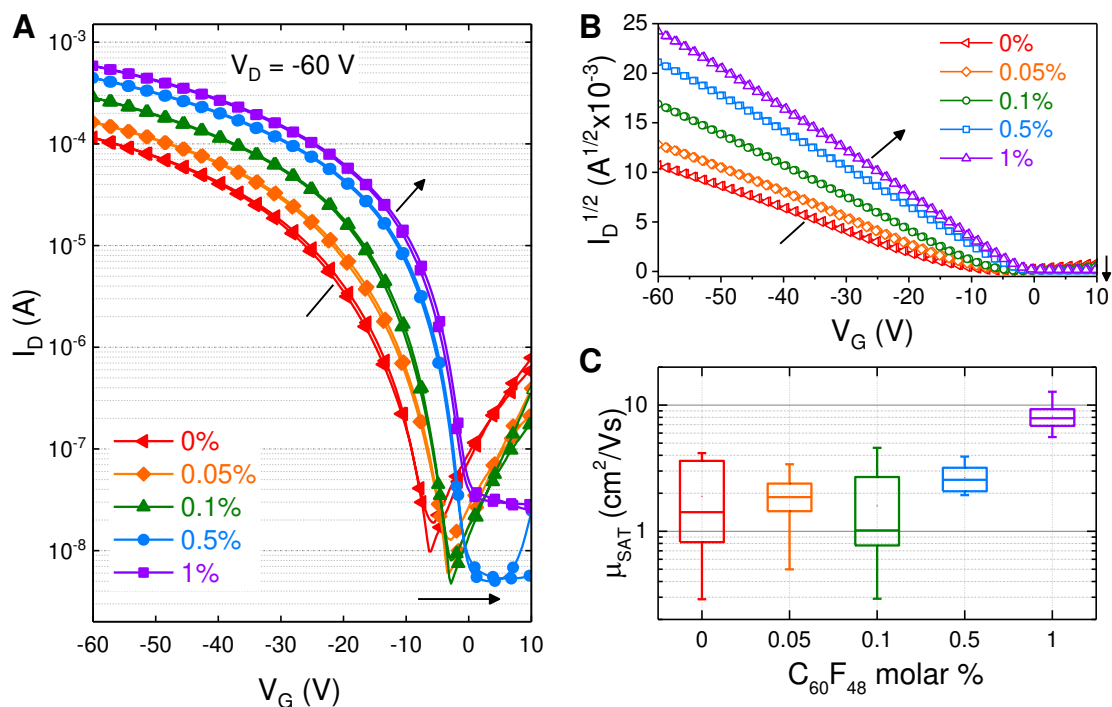 A
V_D = -60 V
10^-3
10^-4
10^-5
10^-6
10^-7
10^-8
I_D (A)
0%
0.05%
0.1%
0.5%
1%
-60 -50 -40 -30 -20 -10 0 10
V_G (V)
B
25
20
15
10
5
0
I_D^1/2 (A^1/2x10^-3)
0%
0.05%
0.1%
0.5%
1%
-60 -50 -40 -30 -20 -10 0 10
V_G (V)
C
10
1
μ_SAT (cm^2/Vs)
0 0.05 0.1 0.5 1
C_60F_48 molar %